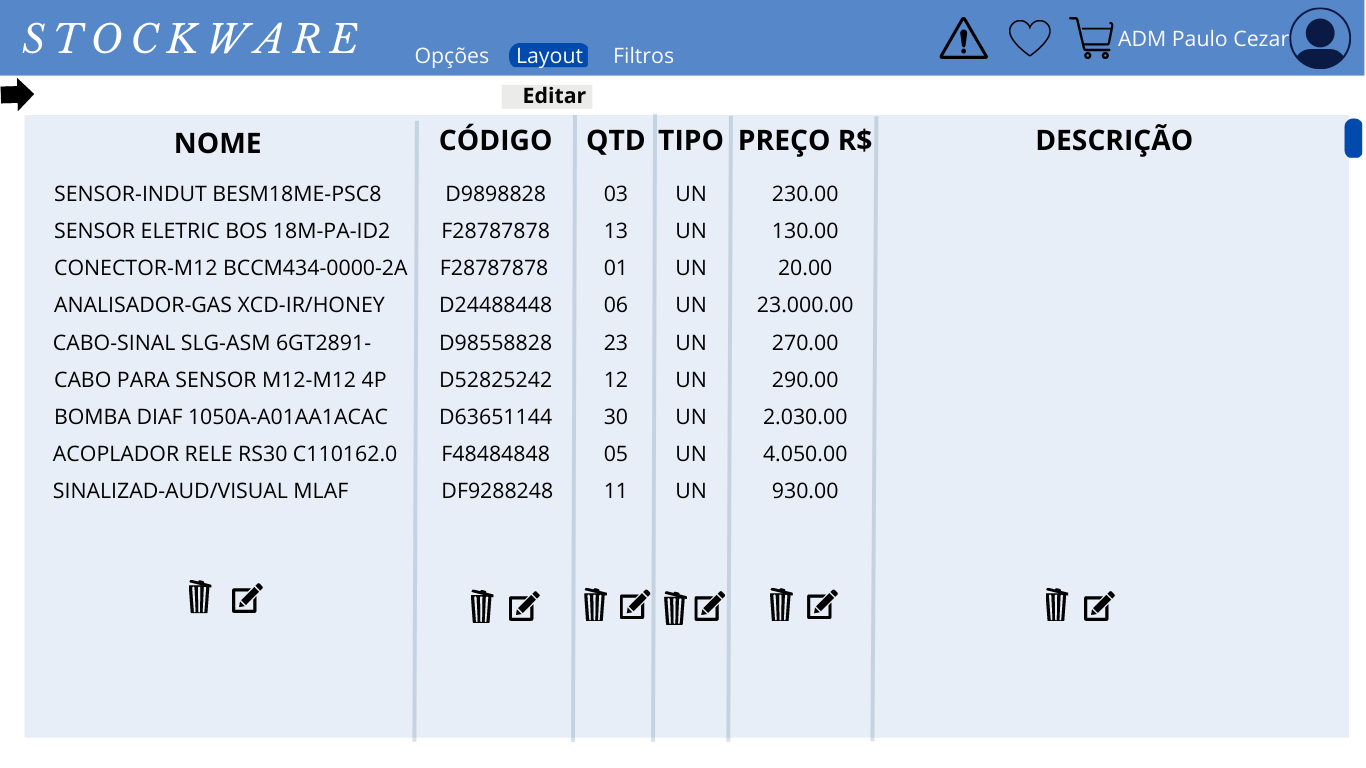 STOCKWARE
Opções Layout Filtros
ADM Paulo Cezar
Editar
NOME CÓDIGO QTD TIPO PREÇO R$ DESCRIÇÃO
SENSOR-INDUT BESM18ME-PSC8 D9898828 03 UN 230.00
SENSOR ELETRIC BOS 18M-PA-ID2 F28787878 13 UN 130.00
CONECTOR-M12 BCCM434-0000-2A F28787878 01 UN 20.00
ANALISADOR-GAS XCD-IR/HONEY D24488448 06 UN 23.000.00
CABO-SINAL SLG-ASM 6GT2891- D98558828 23 UN 270.00
CABO PARA SENSOR M12-M12 4P D52825242 12 UN 290.00
BOMBA DIAF 1050A-A01AA1ACAC D63651144 30 UN 2.030.00
ACOPLADOR RELE RS30 C110162.0 F48484848 05 UN 4.050.00
SINALIZAD-AUD/VISUAL MLAF DF9288248 11 UN 930.00